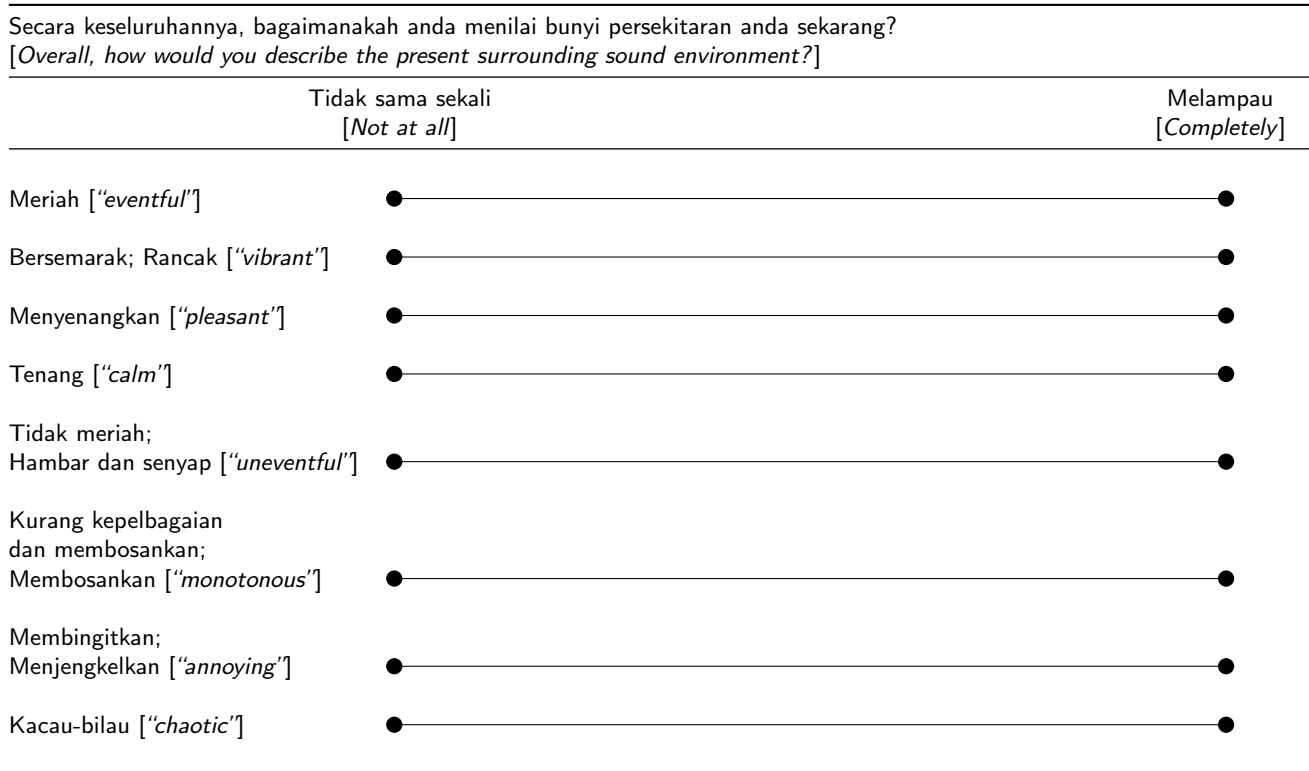 Secara keseluruhannya, bagaimanakah anda menilai bunyi persekitaran anda sekarang?
[Overall, how would you describe the present surrounding sound environment?]
Tidak sama sekali Melampau
[Not at all] [Completely]
Meriah [“eventful”]
Bersemarak; Rancak [“vibrant”]
Menyenangkan [“pleasant”]
Tenang [“calm”]
Tidak meriah;
Hambar dan senyap [“uneventful”]
Kurang kepelbagaian
dan membosankan;
Membosankan [“monotonous”]
Membingitkan;
Menjengkelkan [“annoying”]
Kacau-bilau [“chaotic”]